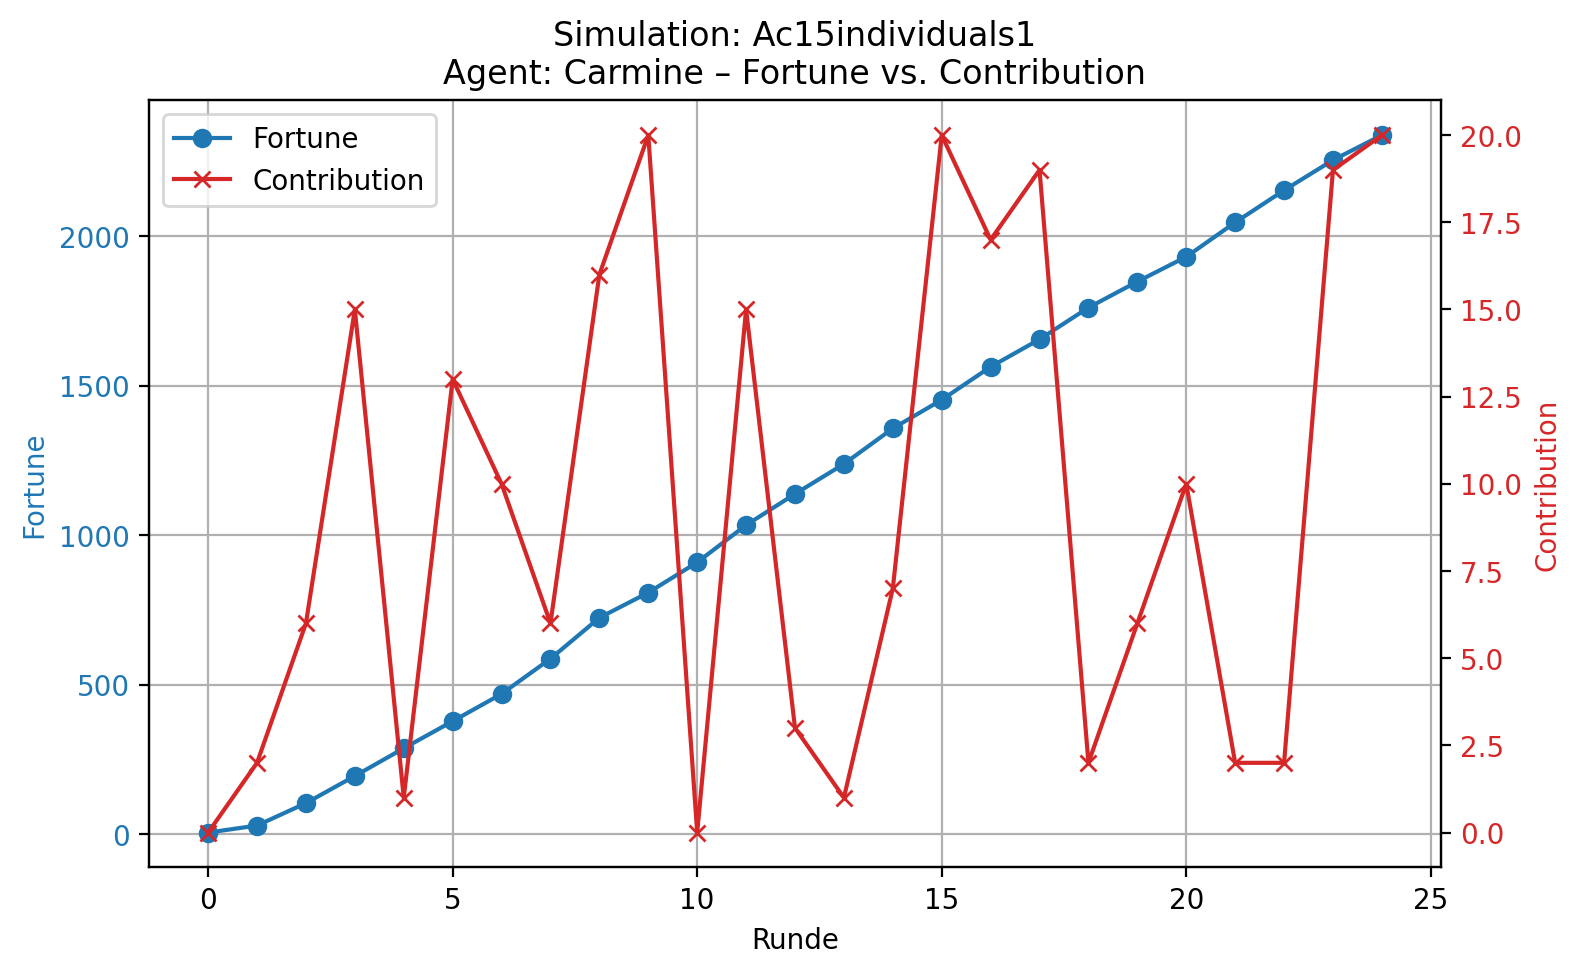 Simulation: Ac15individuals1
Agent: Carmine – Fortune vs. Contribution
Fortune
Contribution
2000
1500
1000
500
0
Fortune
20.0
17.5
15.0
12.5
10.0
7.5
5.0
2.5
0.0
Contribution
0 5 10 15 20 25
Runde